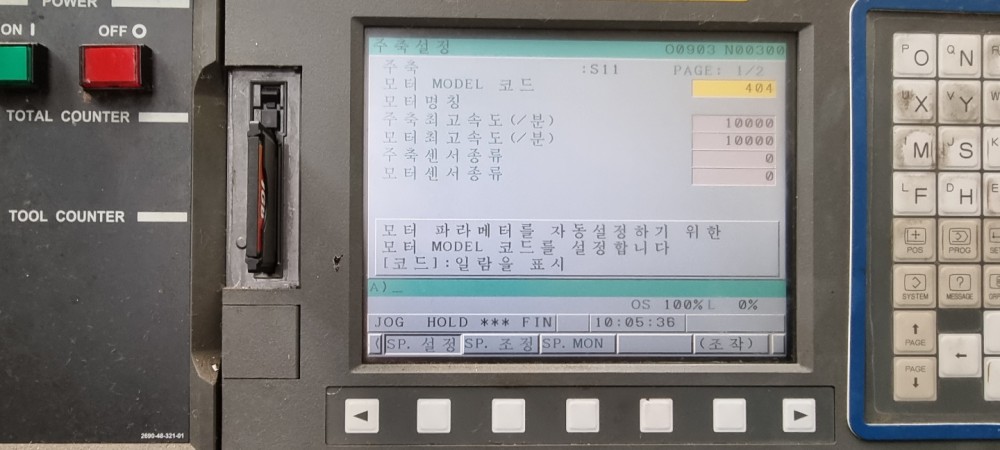 POWER
ON I OFF O
TOTAL COUNTER
TOOL COUNTER
2690-46-321-01
주축설정 O0903 N00300
주축 :S11 PAGE: 1/2
모터 MODEL 코드 404
모터명칭
주축최고속도(/분) 10000
모터최고속도(/분) 10000
주축센서종류 0
모터센서종류 0
모터 파라메터를 자동설정하기 위한
모터 MODEL 코드를 설정합니다
[코드]:일람을 표시
A)_
OS 100% L 0%
JOG HOLD *** FIN 10:05:36
(SP. 설정 SP. 조정 SP. MON (조작)
P O Q N
U X V Y
I M J S
L F D H
POS PROG
SYSTEM MESSAGE
PAGE
PAGE